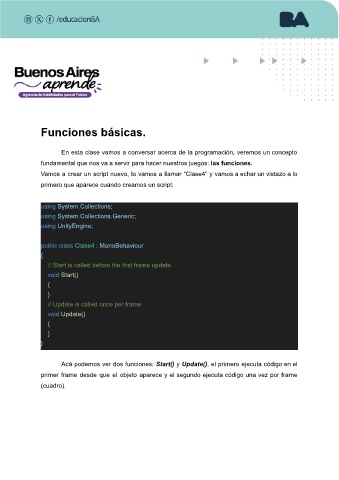 /educacionBA
BA
Buenos Aires
aprende
Agencia de Habilidades para el Futuro
Funciones básicas.
En esta clase vamos a conversar acerca de la programación, veremos un concepto
fundamental que nos va a servir para hacer nuestros juegos: las funciones.
Vamos a crear un script nuevo, lo vamos a llamar “Clase4” y vamos a echar un vistazo a lo
primero que aparece cuando creamos un script:
using System.Collections;
using System.Collections.Generic;
using UnityEngine;
public class Clase4 : MonoBehaviour
{
// Start is called before the first frame update
void Start()
{
}
// Update is called once per frame
void Update()
{
}
}
Acá podemos ver dos funciones: Start() y Update(), el primero ejecuta código en el
primer frame desde que el objeto aparece y el segundo ejecuta código una vez por frame
(cuadro).